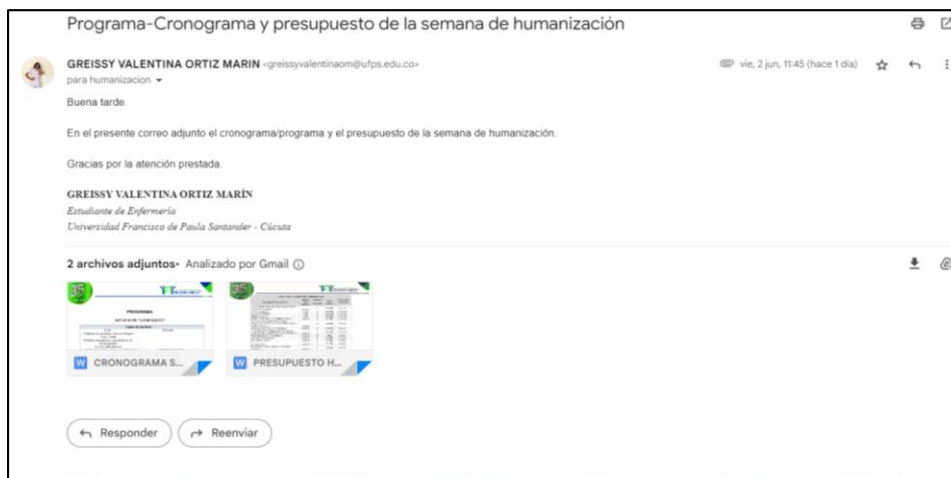 Programa-Cronograma y presupuesto de la semana de humanización
GREISSY VALENTINA ORTIZ MARIN <greissyvalentinaom@ufps.edu.co>
vie, 2 jun, 11:45 (hace 1 día)
para humanizacion
Buena tarde.
En el presente correo adjunto el cronograma/programa y el presupuesto de la semana de humanización.
Gracias por la atención prestada.
GREISSY VALENTINA ORTIZ MARÍN
Estudiante de Enfermería
Universidad Francisco de Paula Santander - Cúcuta
2 archivos adjuntos• Analizado por Gmail
PROGRAMA
W CRONOGRAMA S...
W PRESUPUESTO H...
Responder
Reenviar